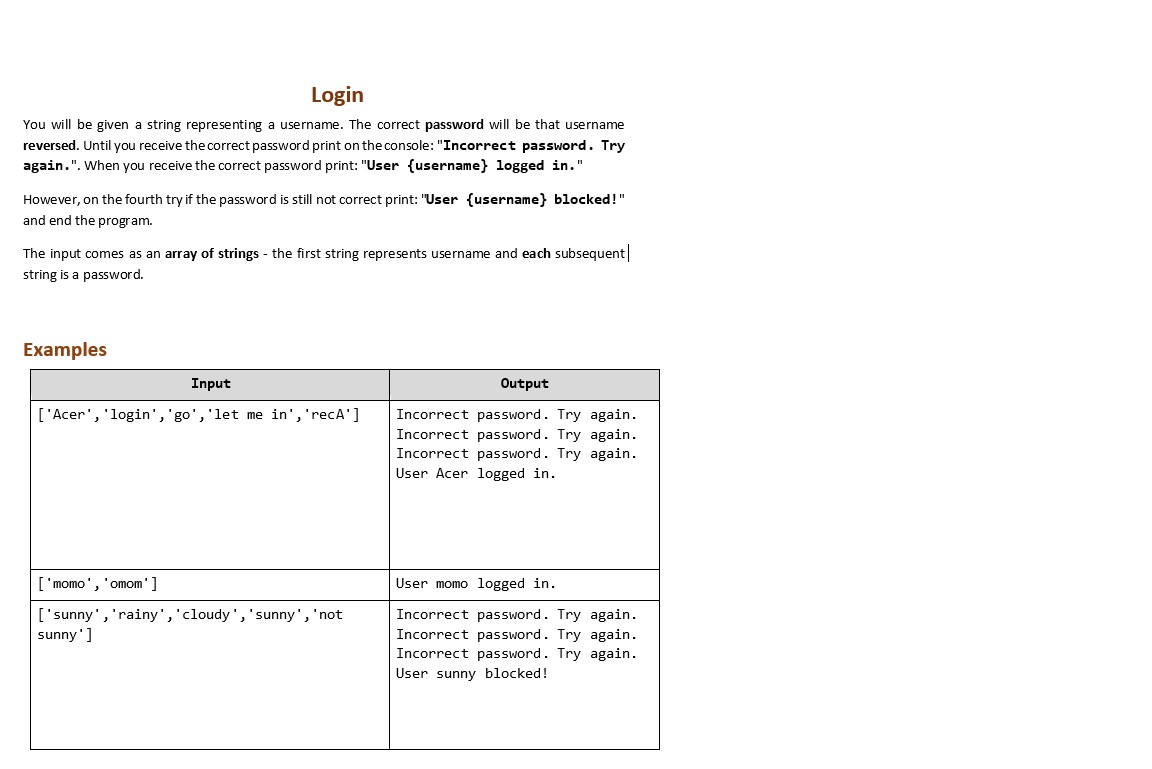 Login
You will be given a string representing a username. The correct password will be that username
reversed. Until you receive the correct password print on the console: "Incorrect password. Try
again.". When you receive the correct password print: "User {username} logged in."
However, on the fourth try if the password is still not correct print: "User {username} blocked!"
and end the program.
The input comes as an array of strings - the first string represents username and each subsequent
string is a password.
Examples
Input Output
['Acer','login','go','let me in','recA'] Incorrect password. Try again.
Incorrect password. Try again.
Incorrect password. Try again.
User Acer logged in.
['momo','omom'] User momo logged in.
['sunny','rainy','cloudy','sunny','not Incorrect password. Try again.
sunny'] Incorrect password. Try again.
Incorrect password. Try again.
User sunny blocked!